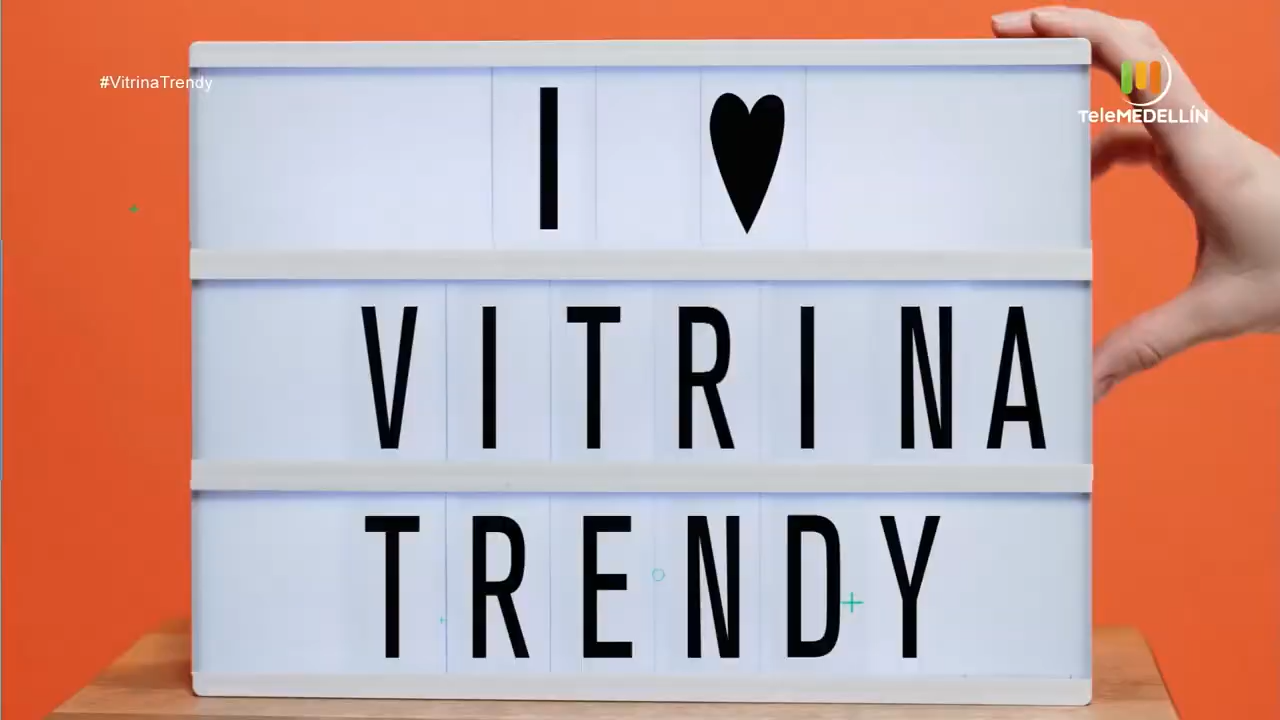 #VitrinaTrendy
TeleMEDELLÍN
I ♥
VITRINA
TRENDY